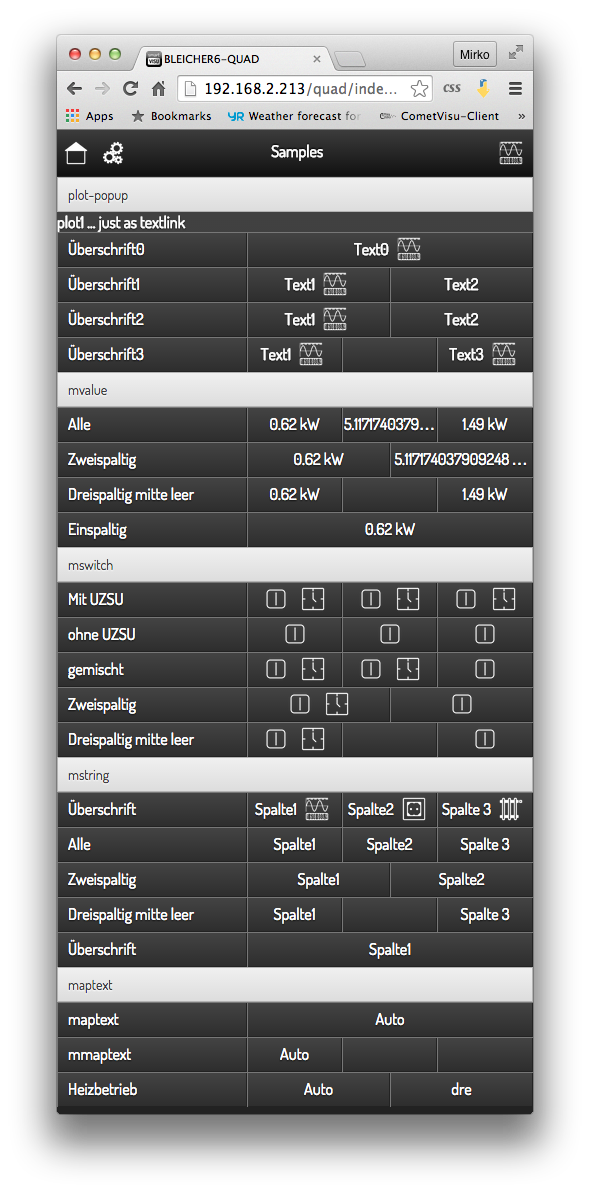 BLEICHER6-QUAD
Mirko
192.168.2.213/quad/inde...
CSS
Apps Bookmarks YR Weather forecast for CometVisu-Client »
Samples
plot-popup
plot1 ... just as textlink
Überschrift0 Text0
Überschrift1 Text1 Text2
Überschrift2 Text1 Text2
Überschrift3 Text1 Text3
mvalue
Alle 0.62 kW 5.1171740379... 1.49 kW
Zweispaltig 0.62 kW 5.117174037909248...
Dreispaltig mitte leer 0.62 kW 1.49 kW
Einspaltig 0.62 kW
mswitch
Mit UZSU
ohne UZSU
gemischt
Zweispaltig
Dreispaltig mitte leer
mstring
Überschrift Spalte1 Spalte2 Spalte 3
Alle Spalte1 Spalte2 Spalte 3
Zweispaltig Spalte1 Spalte2
Dreispaltig mitte leer Spalte1 Spalte 3
Überschrift Spalte1
maptext
maptext Auto
mmaptext Auto
Heizbetrieb Auto dre